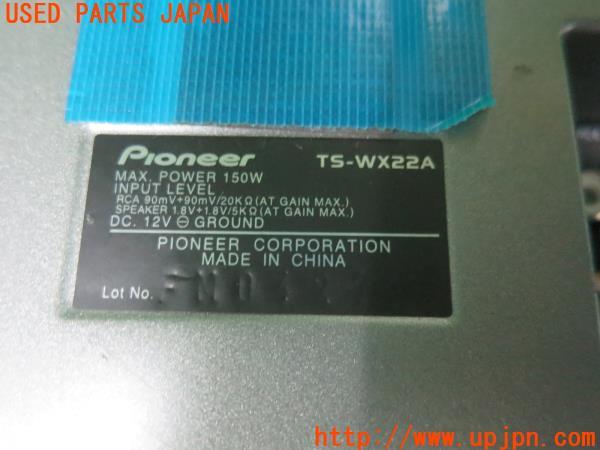 USED PARTS JAPAN
Pioneer TS-WX22A
MAX. POWER 150W
INPUT LEVEL
RCA 90mV+90mV/20KΩ(AT GAIN MAX.)
SPEAKER 1.8V+1.8V/5KΩ(AT GAIN MAX.)
DC. 12V ⊖ GROUND
PIONEER CORPORATION
MADE IN CHINA
Lot No.
http://www.upjpn.com/